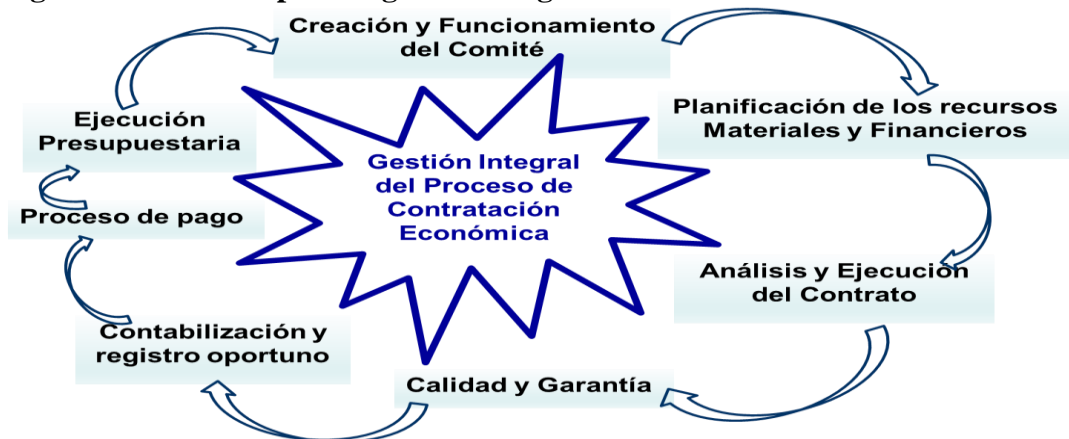 Creación y Funcionamiento
del Comité
Planificación de los recursos
Materiales y Financieros
Análisis y Ejecución
del Contrato
Calidad y Garantía
Contabilización y
registro oportuno
Proceso de pago
Ejecución
Presupuestaria
Gestión Integral
del Proceso de
Contratación
Económica